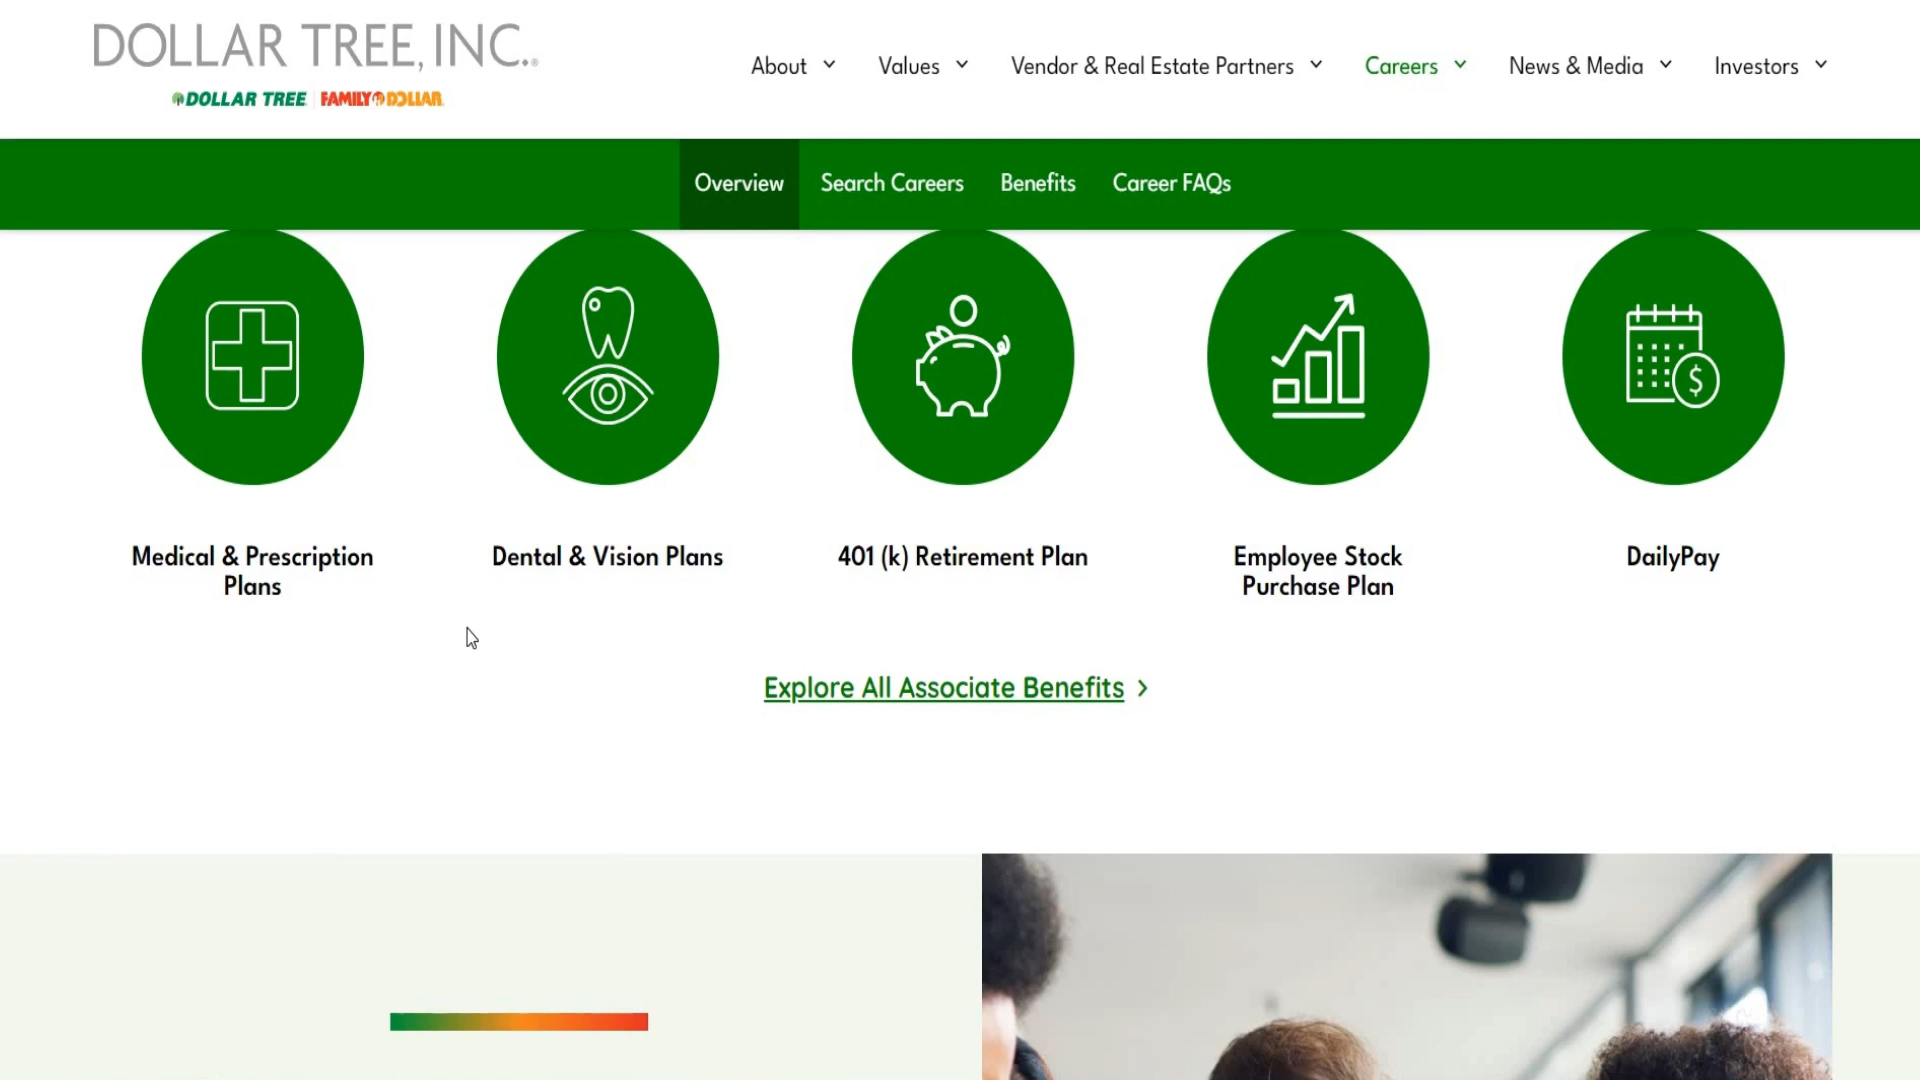 DOLLAR TREE, INC.®
DOLLAR TREE FAMILY DOLLAR
About Values Vendor & Real Estate Partners Careers News & Media Investors
Overview Search Careers Benefits Career FAQs
$
Medical & Prescription
Plans
Dental & Vision Plans
401 (k) Retirement Plan
Employee Stock
Purchase Plan
DailyPay
Explore All Associate Benefits